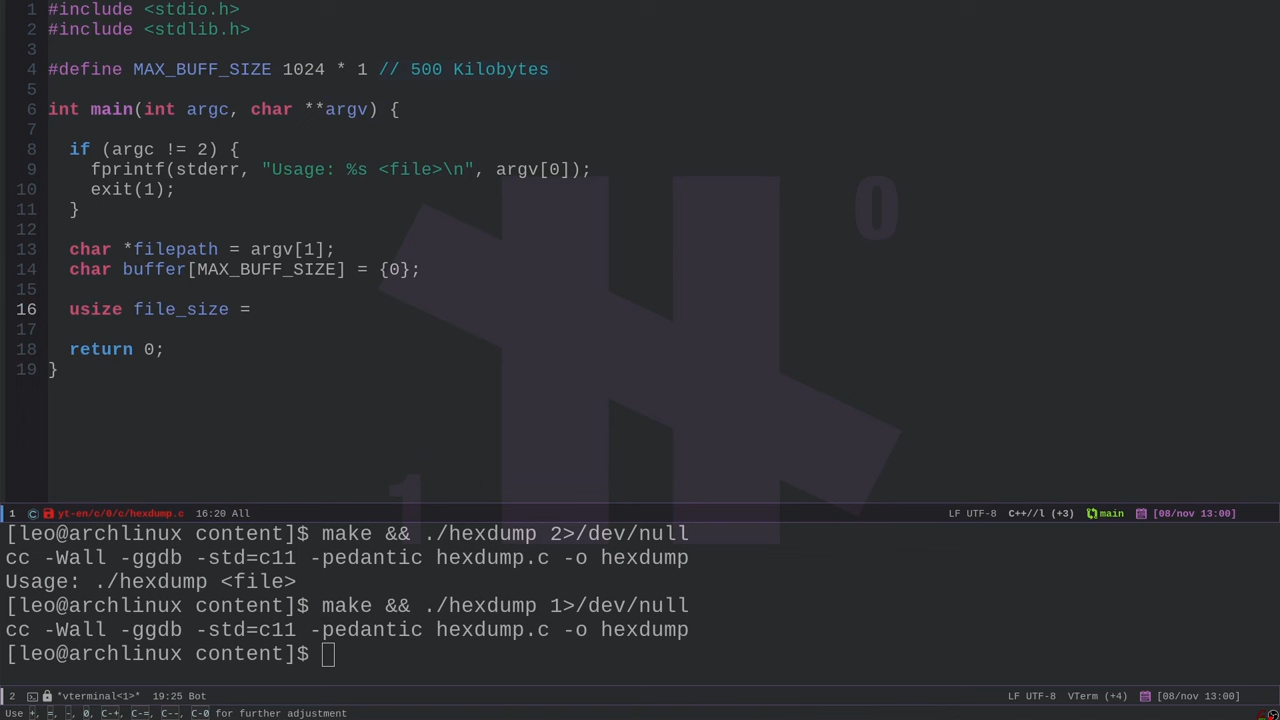 1 #include <stdio.h>
2 #include <stdlib.h>
3
4 #define MAX_BUFF_SIZE 1024 * 1 // 500 Kilobytes
5
6 int main(int argc, char **argv) {
7
8   if (argc != 2) {
9     fprintf(stderr, "Usage: %s <file>\n", argv[0]);
10     exit(1);
11   }
12
13   char *filepath = argv[1];
14   char buffer[MAX_BUFF_SIZE] = {0};
15
16   usize file_size =
17
18   return 0;
19 }
0
1
1 yt-en/c/0/c/hexdump.c 16:20 All LF UTF-8 C++//l (+3) main [08/nov 13:00]
[leo@archlinux content]$ make && ./hexdump 2>/dev/null
cc -Wall -ggdb -std=c11 -pedantic hexdump.c -o hexdump
Usage: ./hexdump <file>
[leo@archlinux content]$ make && ./hexdump 1>/dev/null
cc -Wall -ggdb -std=c11 -pedantic hexdump.c -o hexdump
[leo@archlinux content]$
2 *vterminal<1>* 19:25 Bot LF UTF-8 VTerm (+4) [08/nov 13:00]
Use +, =, -, 0, C-+, C-=, C--, C-0 for further adjustment